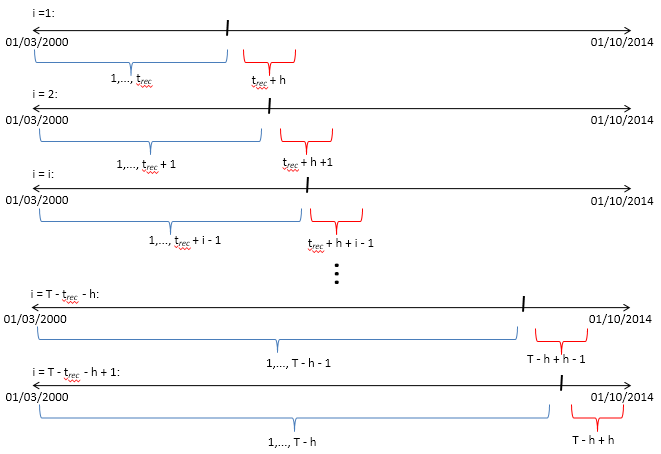 i =1:
01/03/2000 01/10/2014
1,..., trec trec + h
i = 2:
01/03/2000 01/10/2014
1,..., trec + 1 trec + h +1
i = i:
01/03/2000 01/10/2014
1,..., trec + i - 1 trec + h + i - 1
i = T - trec - h:
01/03/2000 01/10/2014
1,..., T - h - 1 T - h + h - 1
i = T - trec - h + 1:
01/03/2000 01/10/2014
1,..., T - h T - h + h